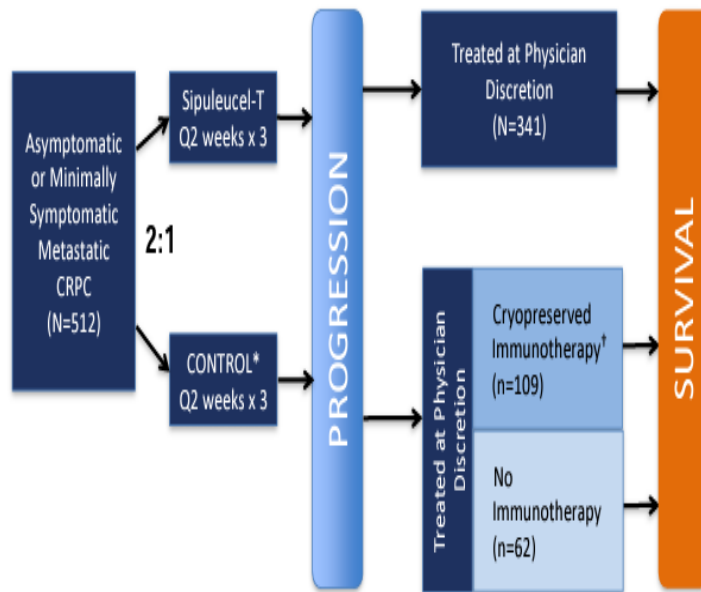 Asymptomatic
or Minimally
Symptomatic
Metastatic
CRPC
(N=512)
2:1
Sipuleucel-T
Q2 weeks x 3
CONTROL*
Q2 weeks x 3
PROGRESSION
Treated at Physician
Discretion
(N=341)
Treated at Physician
Discretion
Cryopreserved
Immunotherapy†
(n=109)
No
Immunotherapy
(n=62)
SURVIVAL